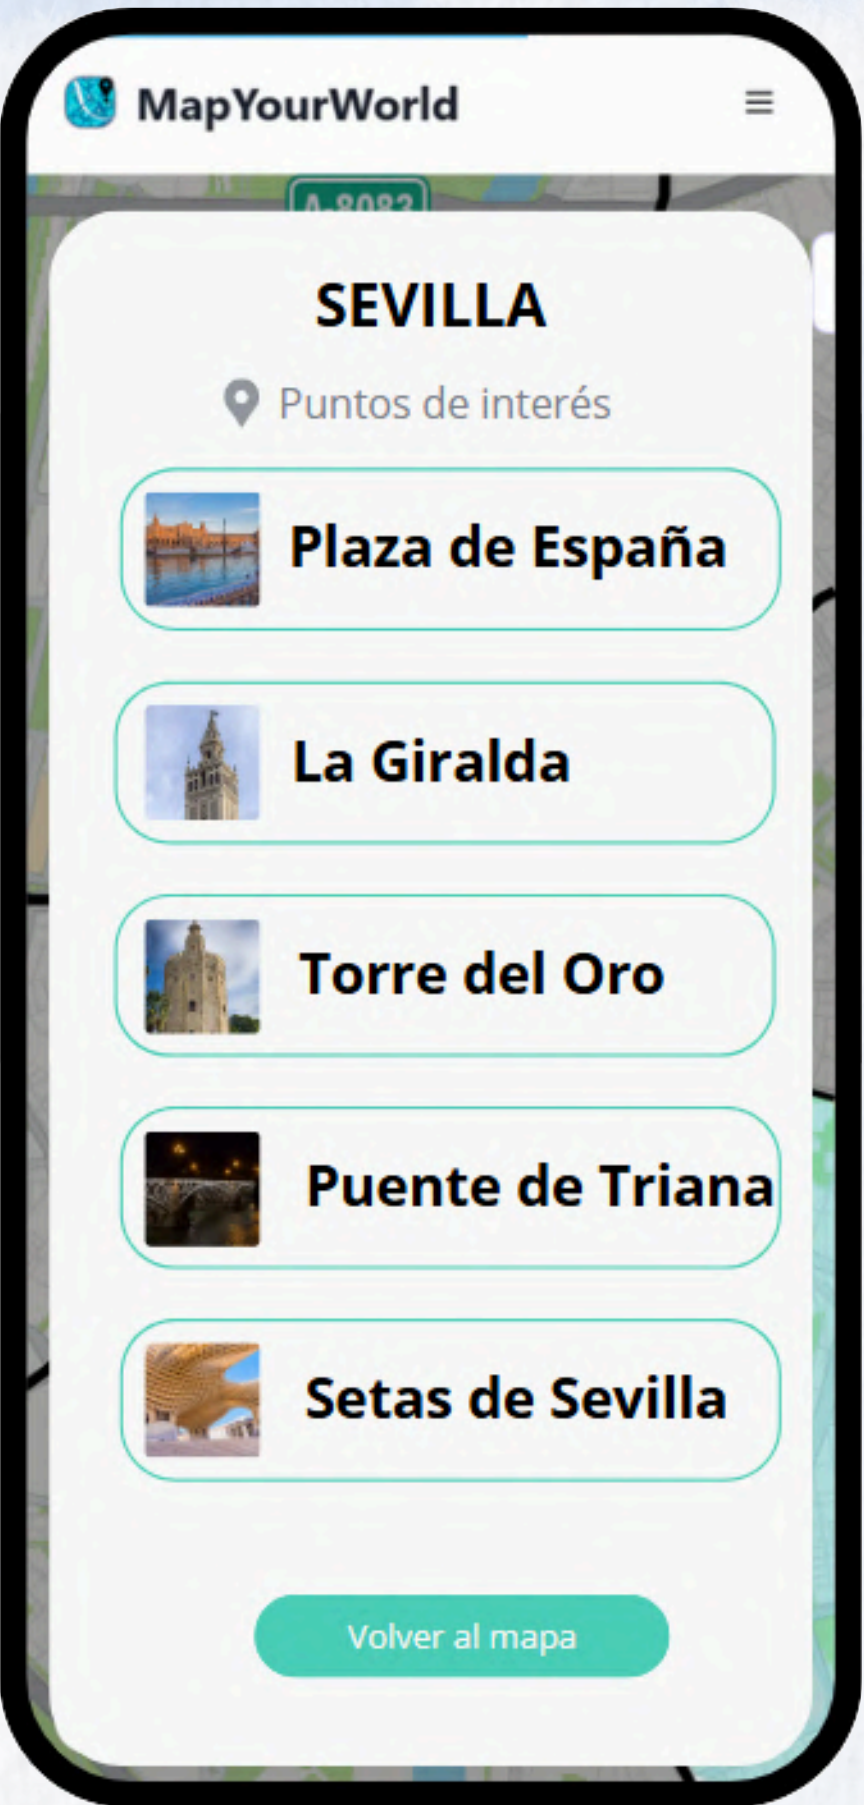 MapYourWorld
A-8083
SEVILLA
Puntos de interés
Plaza de España
La Giralda
Torre del Oro
Puente de Triana
Setas de Sevilla
Volver al mapa